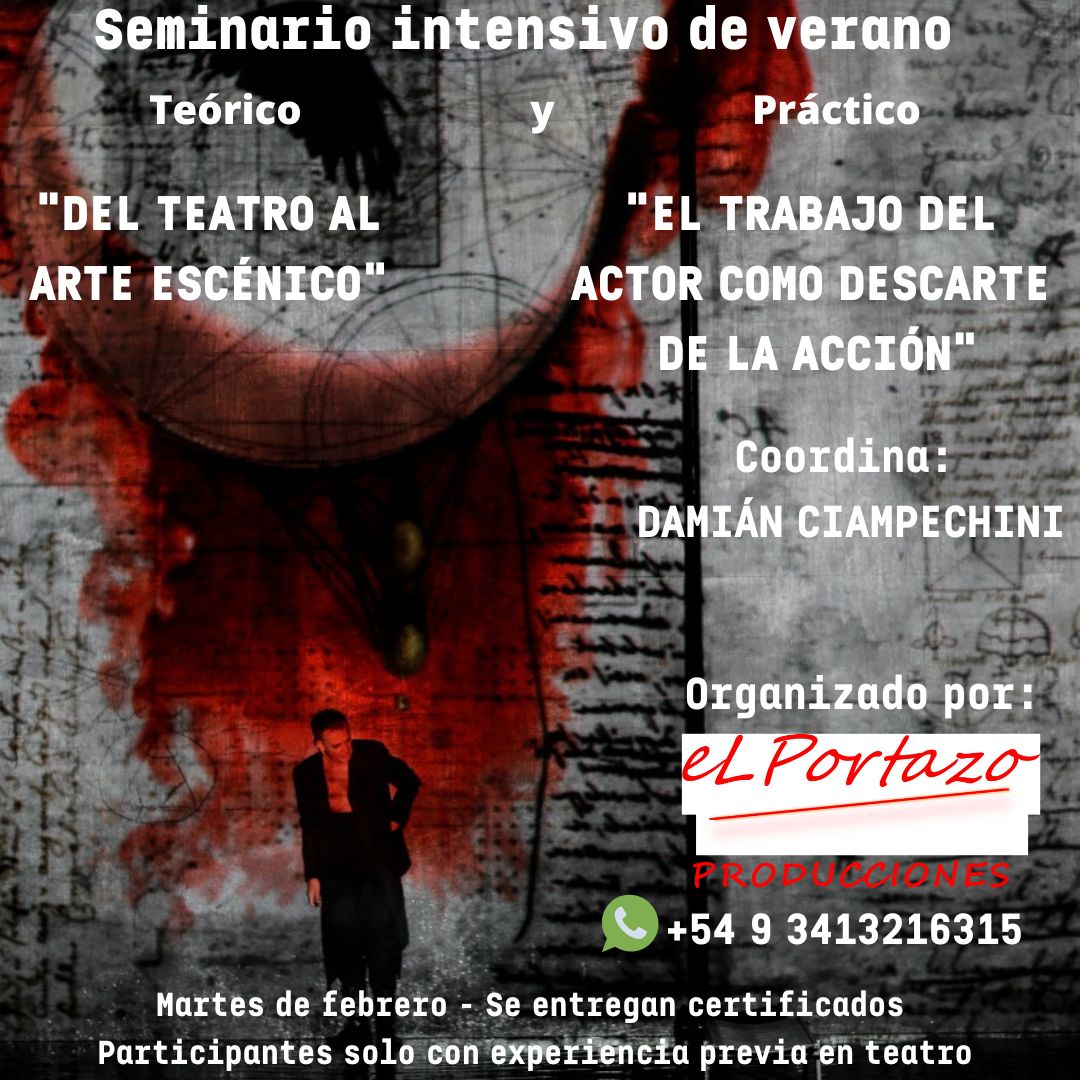 Seminario intensivo de verano
Teórico y Práctico
"DEL TEATRO AL
ARTE ESCÉNICO"
"EL TRABAJO DEL
ACTOR COMO DESCARTE
DE LA ACCIÓN"
Coordina:
DAMIÁN CIAMPECHINI
Organizado por:
eL Portazo
PRODUCCIONES
+54 9 3413216315
Martes de febrero - Se entregan certificados
Participantes solo con experiencia previa en teatro